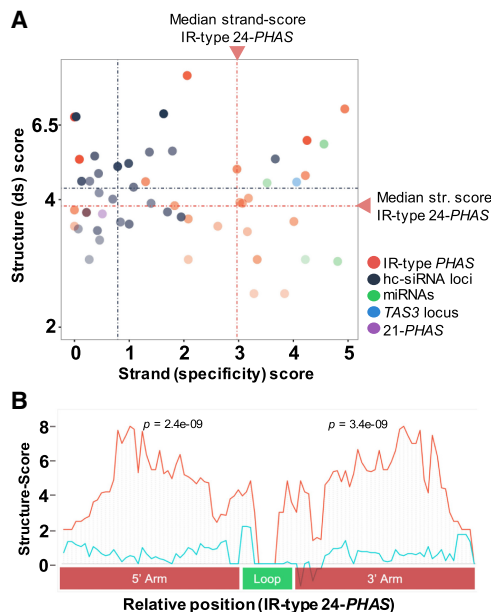 A
Median strand-score
IR-type 24-PHAS
Structure (ds) score
6.5
4
2
Median str. score
IR-type 24-PHAS
IR-type PHAS
hc-siRNA loci
miRNAs
TAS3 locus
21-PHAS
0 1 2 3 4 5
Strand (specificity) score
B
p = 2.4e-09 p = 3.4e-09
Structure-Score
8
6
4
2
0
5' Arm Loop 3' Arm
Relative position (IR-type 24-PHAS)